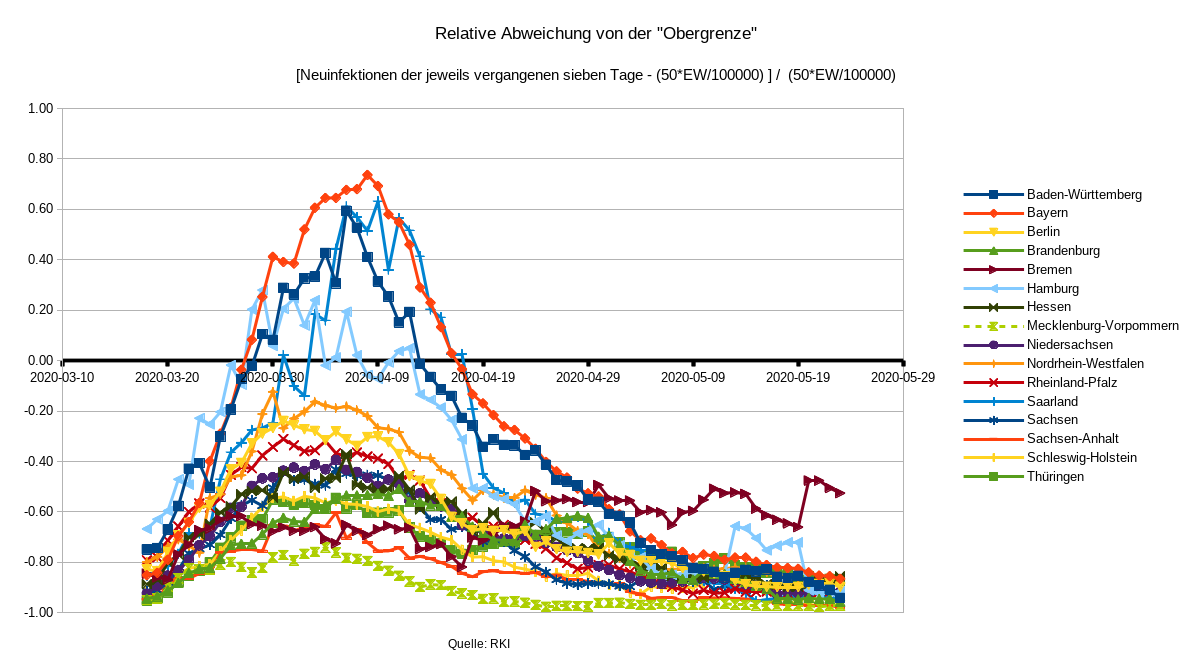 Relative Abweichung von der "Obergrenze"
[Neuinfektionen der jeweils vergangenen sieben Tage - (50*EW/100000) ] / (50*EW/100000)
1.00
0.80
0.60
0.40
0.20
0.00
-0.20
-0.40
-0.60
-0.80
-1.00
2020-03-10
2020-03-20
2020-03-30
2020-04-09
2020-04-19
2020-04-29
2020-05-09
2020-05-19
2020-05-29
Baden-Württemberg
Bayern
Berlin
Brandenburg
Bremen
Hamburg
Hessen
Mecklenburg-Vorpommern
Niedersachsen
Nordrhein-Westfalen
Rheinland-Pfalz
Saarland
Sachsen
Sachsen-Anhalt
Schleswig-Holstein
Thüringen
Quelle: RKI